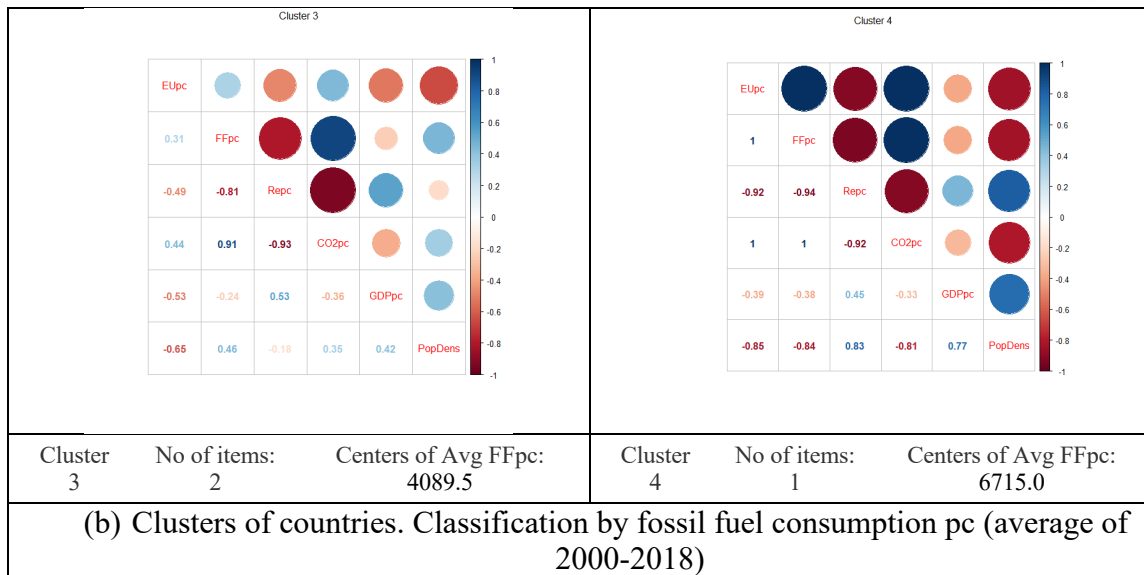 Cluster 3
EUpc
0.31 FFpc
-0.49 -0.81 Repc
0.44 0.91 -0.93 CO2pc
-0.53 -0.24 0.53 -0.36 GDPpc
-0.65 0.46 -0.18 0.35 0.42 PopDens
1
0.8
0.6
0.4
0.2
0
-0.2
-0.4
-0.6
-0.8
-1
Cluster 4
EUpc
1 FFpc
-0.92 -0.94 Repc
1 1 -0.92 CO2pc
-0.39 -0.38 0.45 -0.33 GDPpc
-0.85 -0.84 0.83 -0.81 0.77 PopDens
1
0.8
0.6
0.4
0.2
0
-0.2
-0.4
-0.6
-0.8
-1
Cluster No of items: Centers of Avg FFpc:
3 2 4089.5
Cluster No of items: Centers of Avg FFpc:
4 1 6715.0
(b) Clusters of countries. Classification by fossil fuel consumption pc (average of
2000-2018)